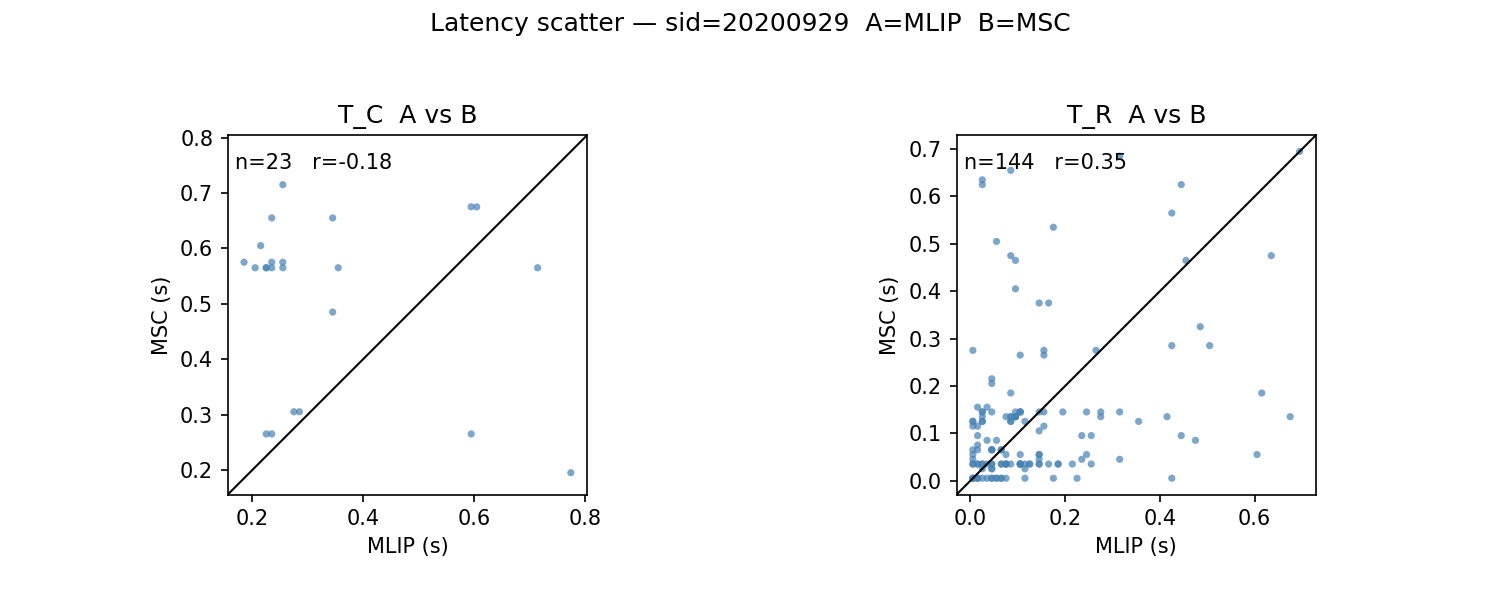 Latency scatter — sid=20200929  A=MLIP  B=MSC
T_C  A vs B
n=23   r=-0.18
0.8
0.7
0.6
0.5
0.4
0.3
0.2
MSC (s)
0.2 0.4 0.6 0.8
MLIP (s)
T_R  A vs B
n=144   r=0.35
0.7
0.6
0.5
0.4
0.3
0.2
0.1
0.0
MSC (s)
0.0 0.2 0.4 0.6
MLIP (s)